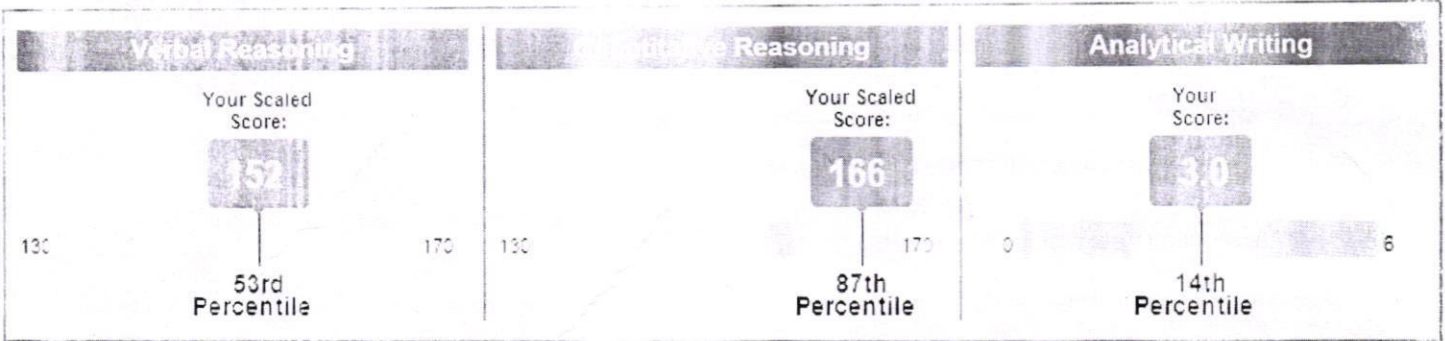 Verbal Reasoning
Your Scaled
Score:
152
130
170
53rd
Percentile
Quantitative Reasoning
Your Scaled
Score:
166
130
170
87th
Percentile
Analytical Writing
Your
Score:
3.0
0
6
14th
Percentile